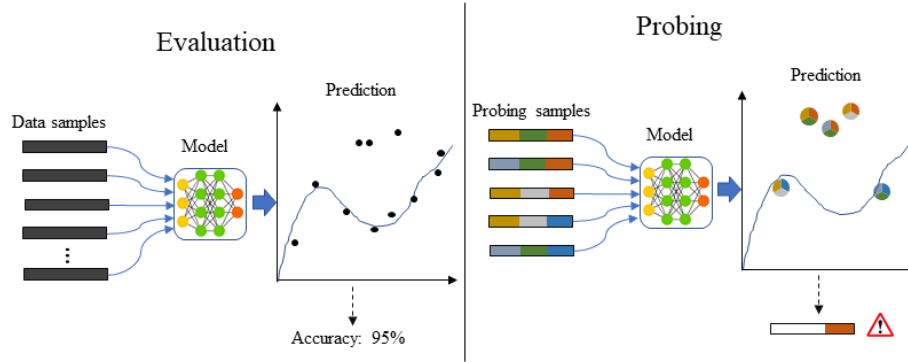 Evaluation
Prediction
Data samples
Model
...
Accuracy: 95%
Probing
Prediction
Probing samples
Model
!